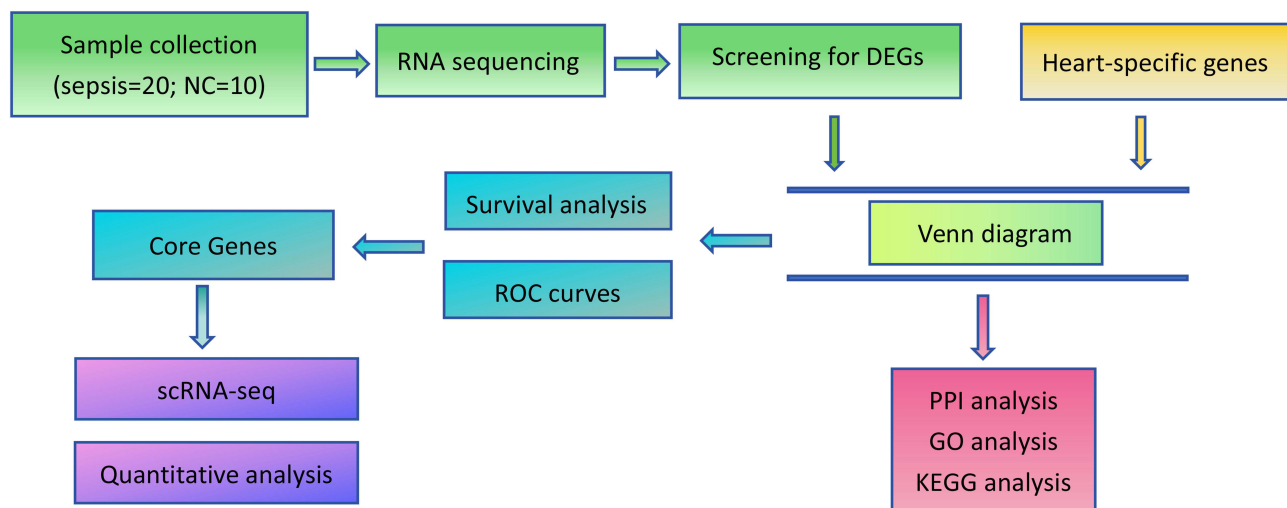 Sample collection
(sepsis=20; NC=10)
RNA sequencing
Screening for DEGs
Heart-specific genes
Survival analysis
Venn diagram
Core Genes
ROC curves
scRNA-seq
Quantitative analysis
PPI analysis
GO analysis
KEGG analysis